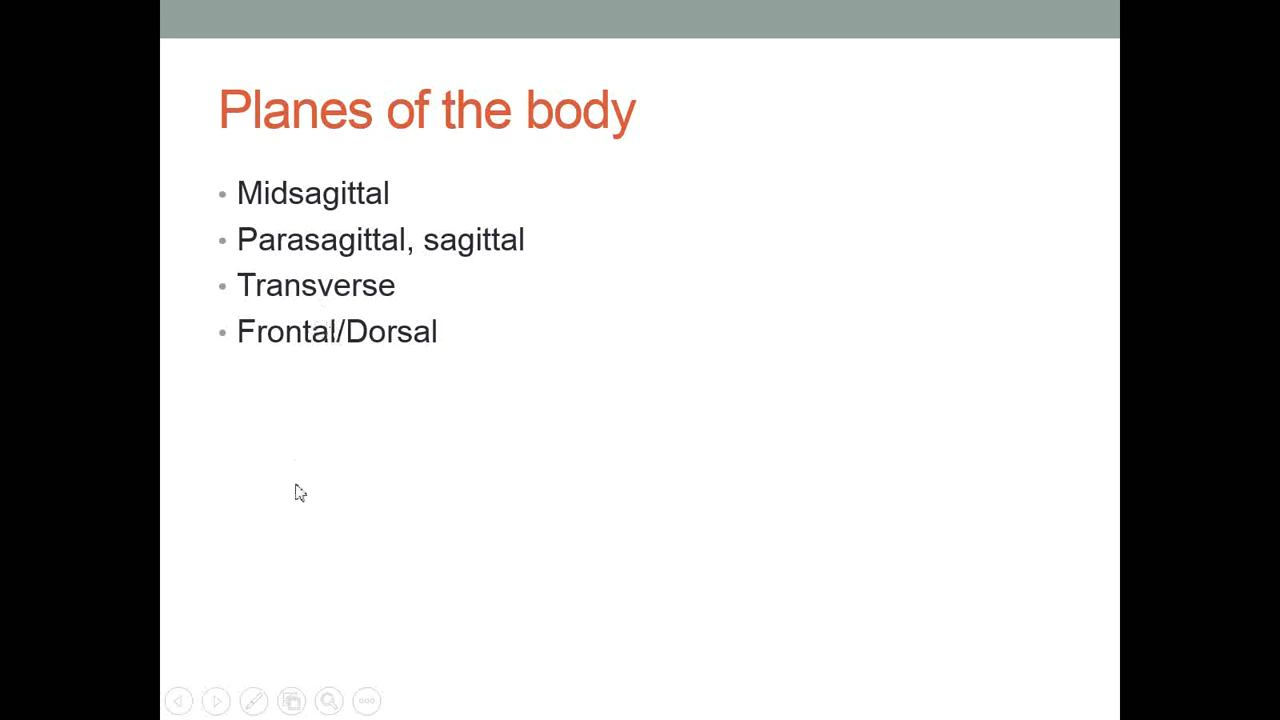 Planes of the body
• Midsagittal
• Parasagittal, sagittal
• Transverse
• Frontal/Dorsal